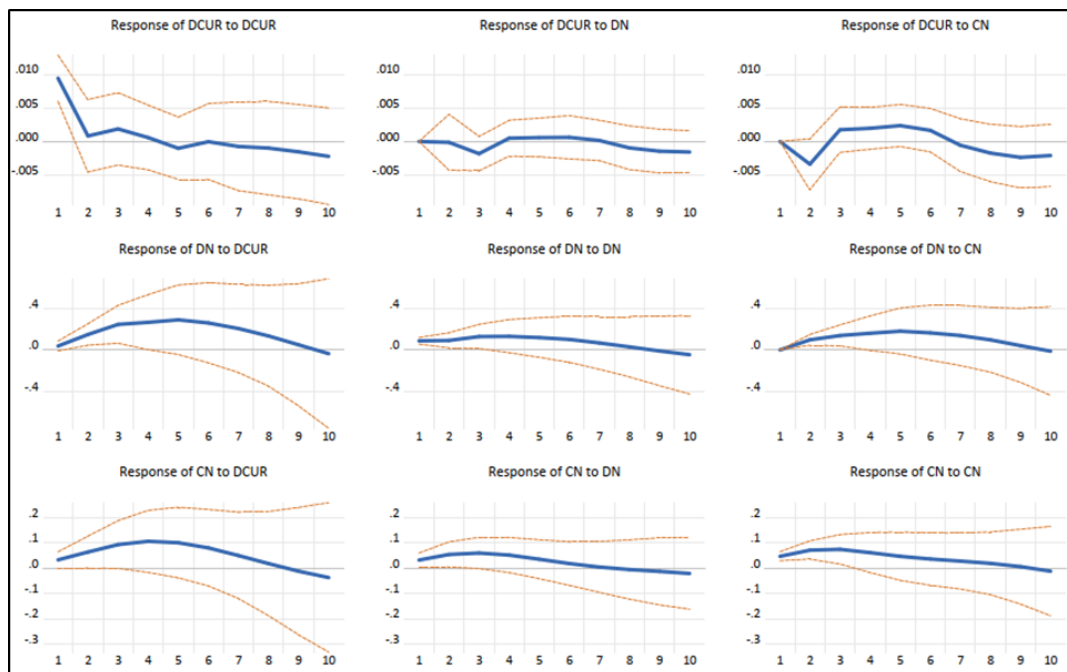 Response of DCUR to DCUR
Response of DCUR to DN
Response of DCUR to CN
.010
.005
.000
-.005
1 2 3 4 5 6 7 8 9 10
.010
.005
.000
-.005
1 2 3 4 5 6 7 8 9 10
.010
.005
.000
-.005
1 2 3 4 5 6 7 8 9 10
Response of DN to DCUR
Response of DN to DN
Response of DN to CN
.4
.0
-.4
1 2 3 4 5 6 7 8 9 10
.4
.0
-.4
1 2 3 4 5 6 7 8 9 10
.4
.0
-.4
1 2 3 4 5 6 7 8 9 10
Response of CN to DCUR
Response of CN to DN
Response of CN to CN
.2
.1
.0
-.1
-.2
-.3
1 2 3 4 5 6 7 8 9 10
.2
.1
.0
-.1
-.2
-.3
1 2 3 4 5 6 7 8 9 10
.2
.1
.0
-.1
-.2
-.3
1 2 3 4 5 6 7 8 9 10